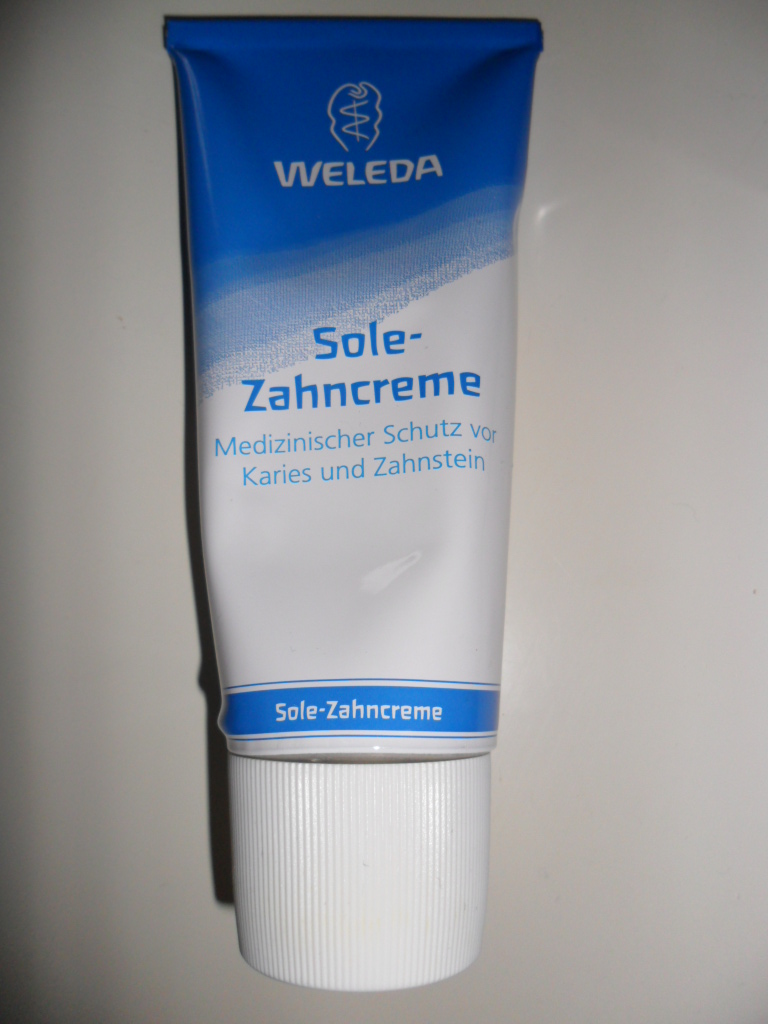 WELEDA
Sole-
Zahncreme
Medizinischer Schutz vor
Karies und Zahnstein
Sole-Zahncreme